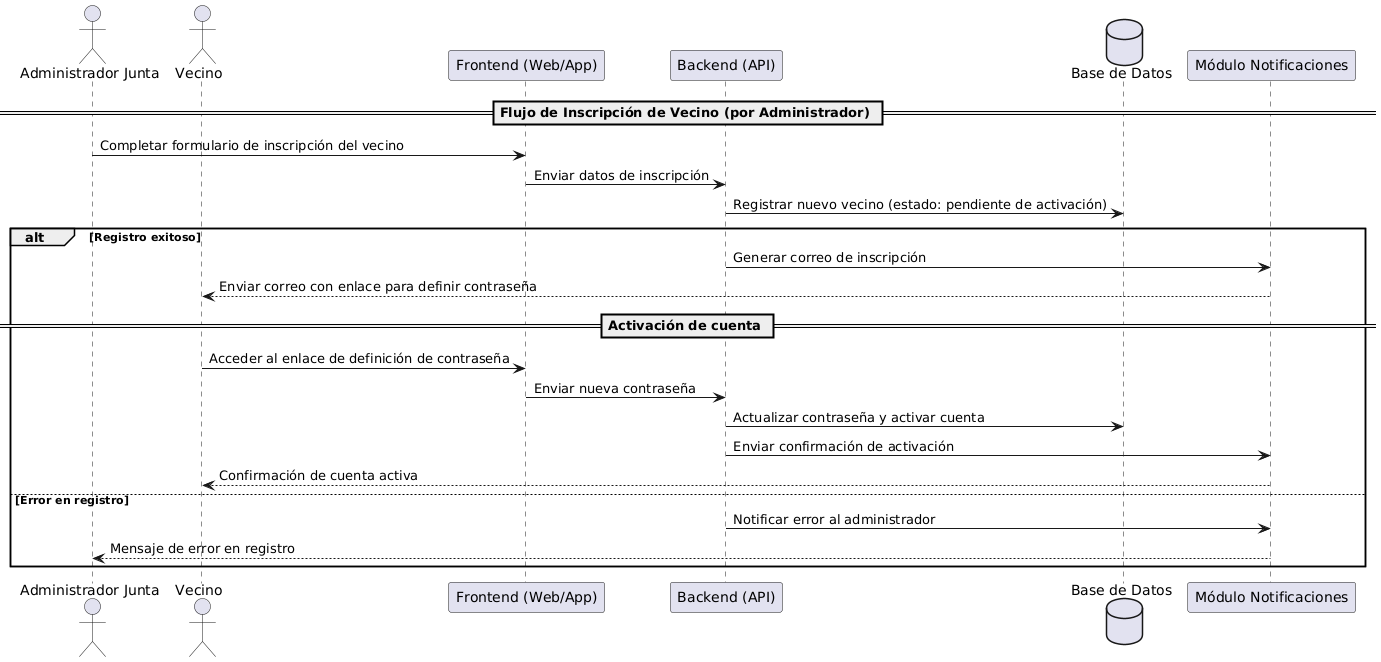 Administrador Junta
Vecino
Frontend (Web/App)
Backend (API)
Base de Datos
Módulo Notificaciones
Flujo de Inscripción de Vecino (por Administrador)
Completar formulario de inscripción del vecino
Enviar datos de inscripción
Registrar nuevo vecino (estado: pendiente de activación)
alt
[Registro exitoso]
Generar correo de inscripción
Enviar correo con enlace para definir contraseña
Activación de cuenta
Acceder al enlace de definición de contraseña
Enviar nueva contraseña
Actualizar contraseña y activar cuenta
Enviar confirmación de activación
Confirmación de cuenta activa
[Error en registro]
Notificar error al administrador
Mensaje de error en registro
Administrador Junta
Vecino
Frontend (Web/App)
Backend (API)
Base de Datos
Módulo Notificaciones